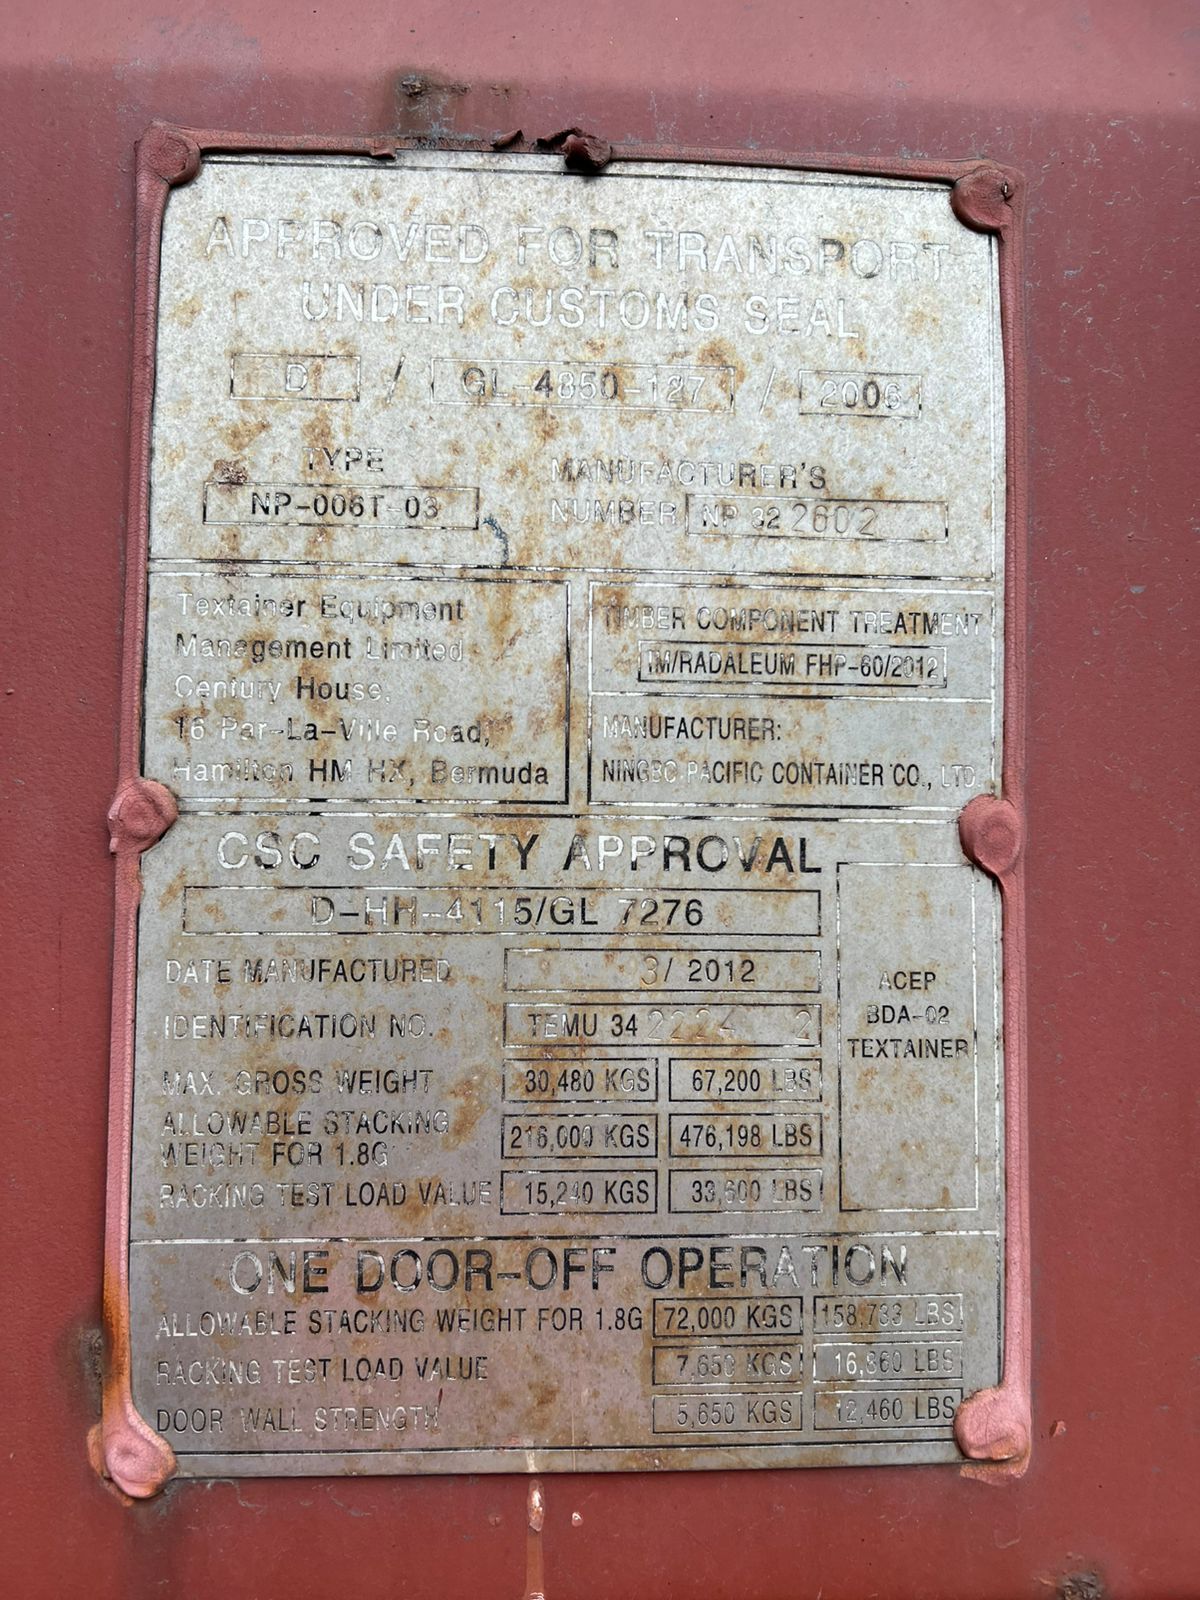 APPROVED FOR TRANSPORT
UNDER CUSTOMS SEAL
D / GL-4850-127 / 2006
TYPE
NP-006T-03
MANUFACTURER'S
NUMBER NP 32 2602
Textainer Equipment
Management Limited
Century House,
16 Par-La-Ville Road,
Hamilton HM HX, Bermuda
TIMBER COMPONENT TREATMENT
IM/RADALEUM FHP-60/2012
MANUFACTURER:
NINGBO PACIFIC CONTAINER CO., LTD.
CSC SAFETY APPROVAL
D-HH-4115/GL 7276
DATE MANUFACTURED 3/ 2012
IDENTIFICATION NO. TEMU 34 2224 2
MAX. GROSS WEIGHT 30,480 KGS 67,200 LBS
ALLOWABLE STACKING
WEIGHT FOR 1.8G 216,000 KGS 476,198 LBS
RACKING TEST LOAD VALUE 15,240 KGS 33,600 LBS
ACEP
BDA-02
TEXTAINER
ONE DOOR-OFF OPERATION
ALLOWABLE STACKING WEIGHT FOR 1.8G 72,000 KGS 158,733 LBS
RACKING TEST LOAD VALUE 7,650 KGS 16,860 LBS
DOOR WALL STRENGTH 5,650 KGS 12,460 LBS